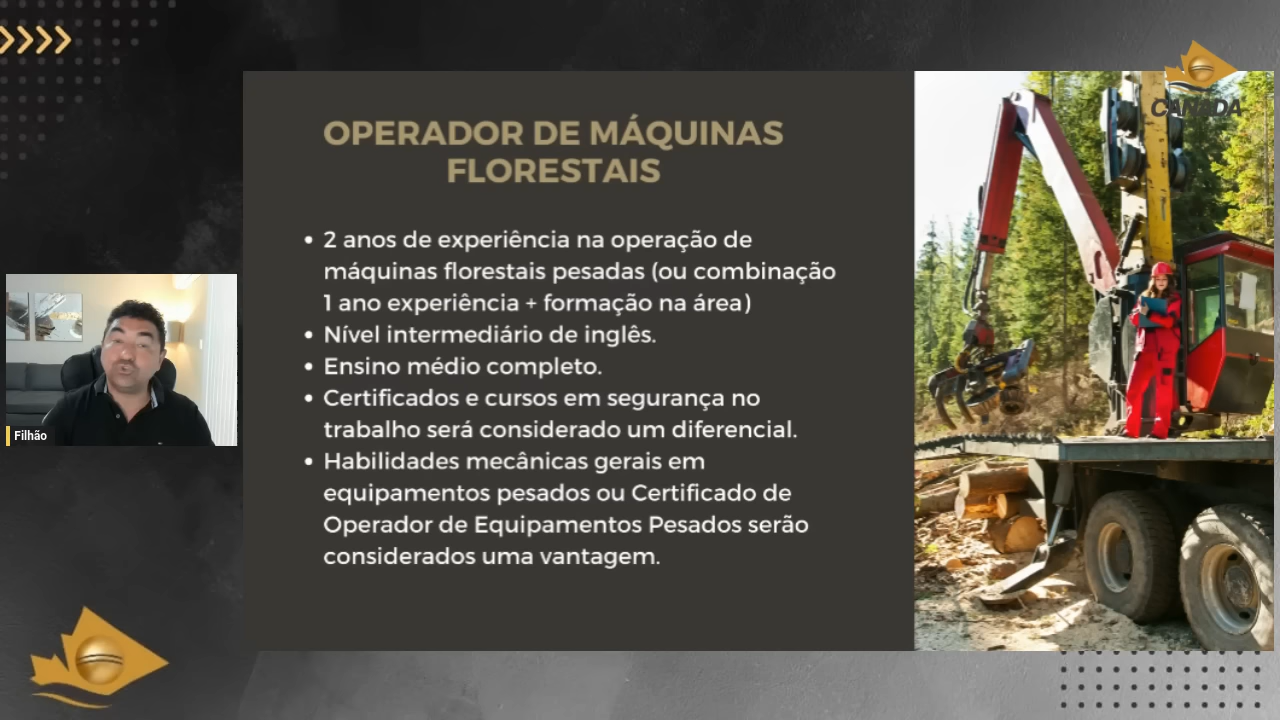 CANADA
OPERADOR DE MÁQUINAS
FLORESTAIS
• 2 anos de experiência na operação de
máquinas florestais pesadas (ou combinação
1 ano experiência + formação na área)
• Nível intermediário de inglês.
• Ensino médio completo.
• Certificados e cursos em segurança no
trabalho será considerado um diferencial.
• Habilidades mecânicas gerais em
equipamentos pesados ou Certificado de
Operador de Equipamentos Pesados serão
considerados uma vantagem.
Filhão